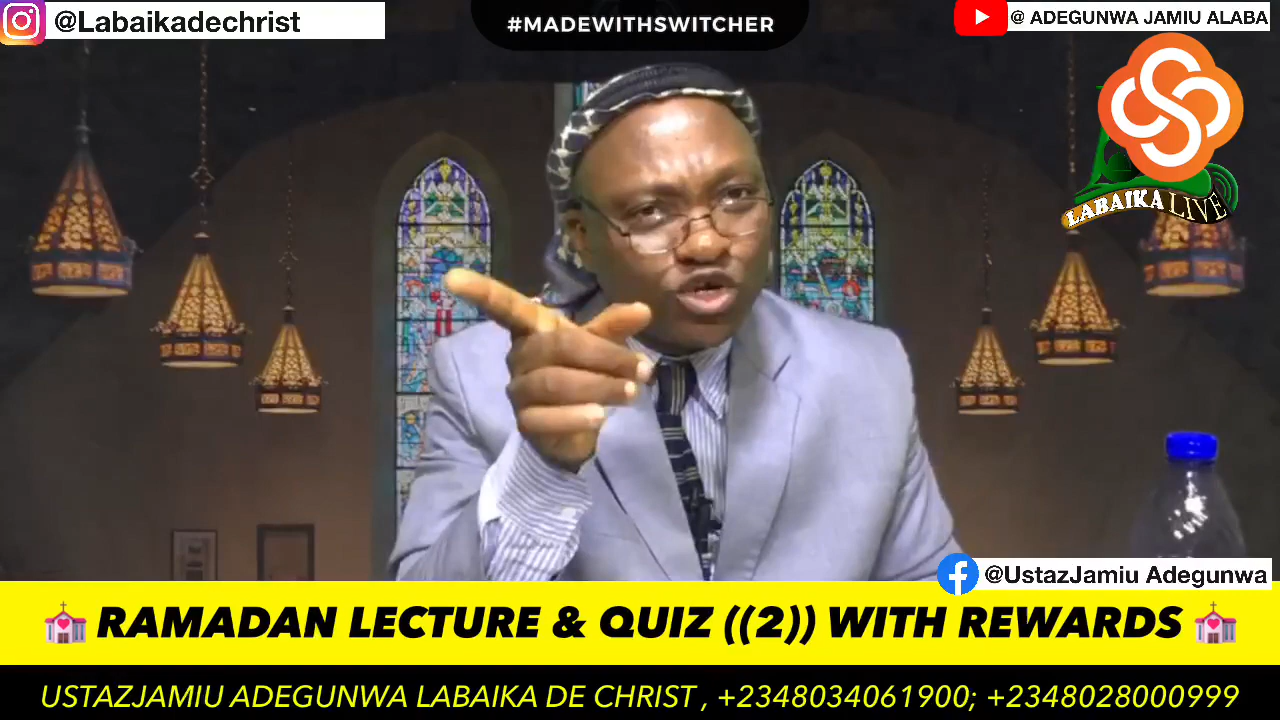 @Labaikadechrist
#MADEWITHSWITCHER
@ ADEGUNWA JAMIU ALABA
LABAIKA LIVE
@UstazJamiu Adegunwa
RAMADAN LECTURE & QUIZ ((2)) WITH REWARDS
USTAZJAMIU ADEGUNWA LABAIKA DE CHRIST , +2348034061900; +2348028000999